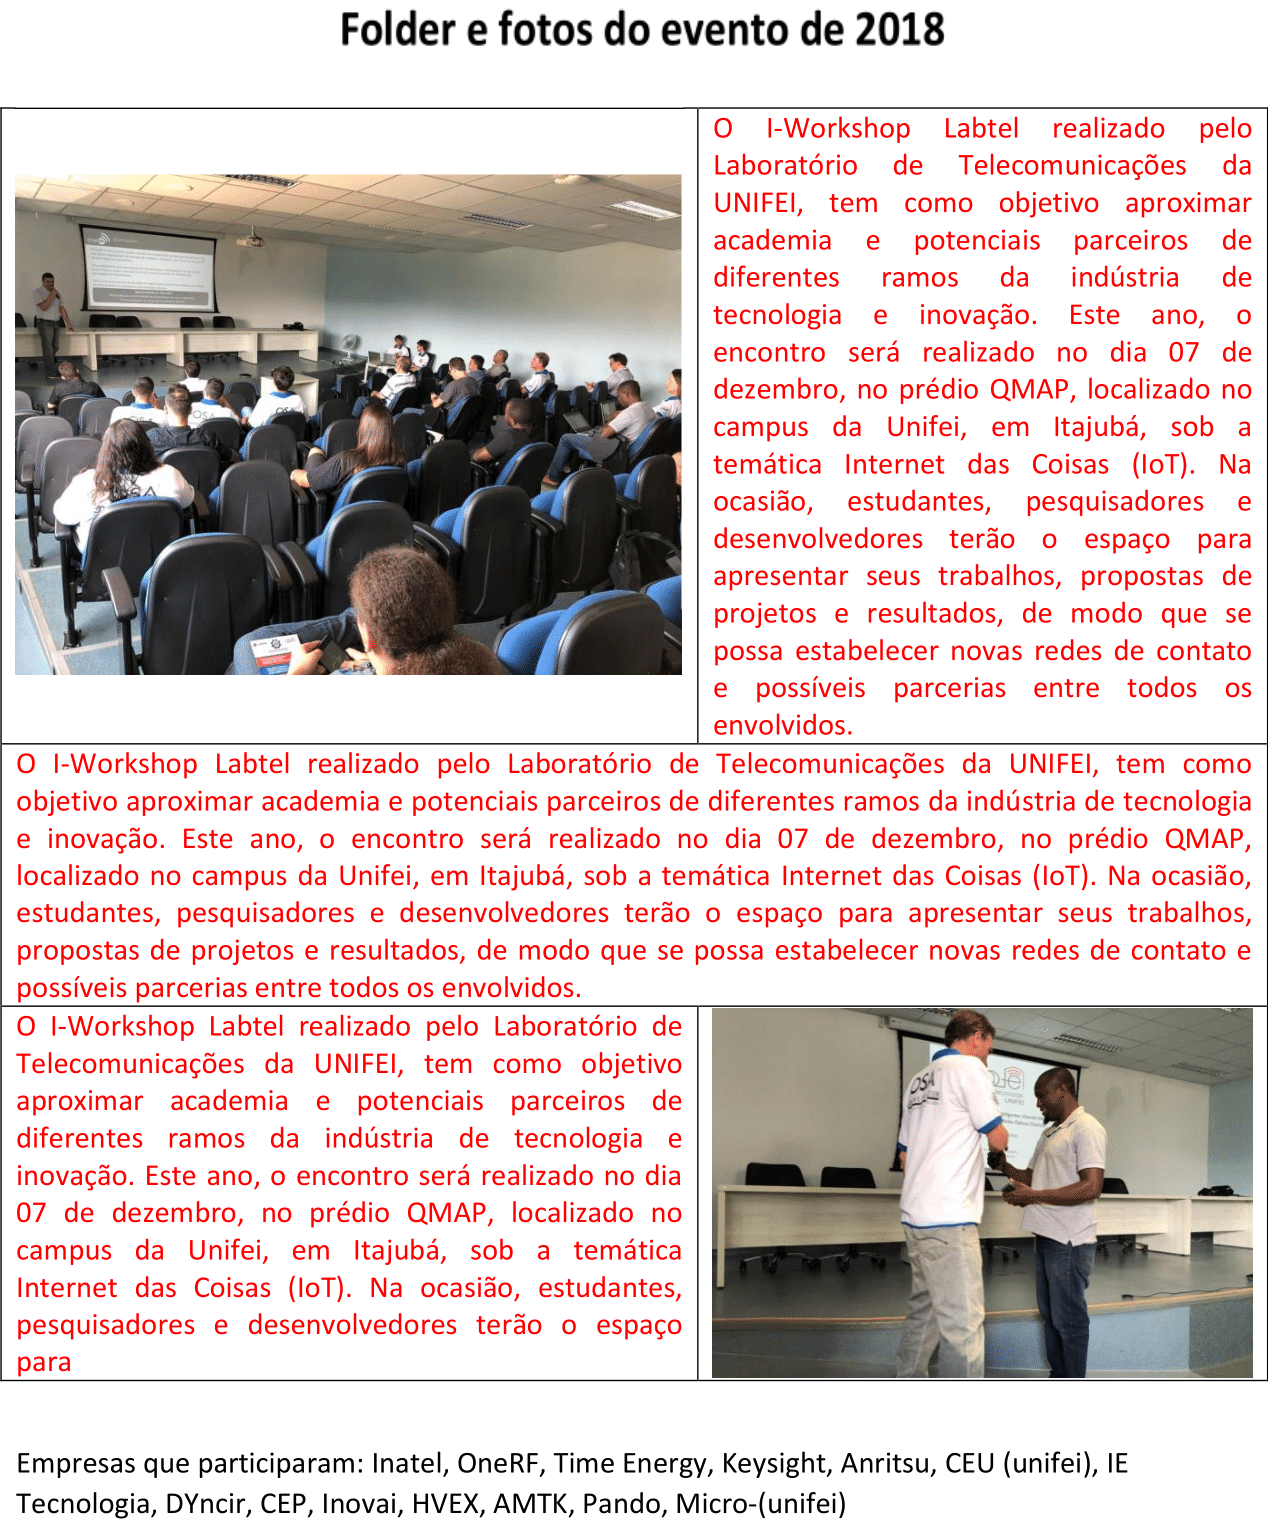 Folder e fotos do evento de 2018
O I-Workshop Labtel realizado pelo
Laboratório de Telecomunicações da
UNIFEI, tem como objetivo aproximar
academia e potenciais parceiros de
diferentes ramos da indústria de
tecnologia e inovação. Este ano, o
encontro será realizado no dia 07 de
dezembro, no prédio QMAP, localizado no
campus da Unifei, em Itajubá, sob a
temática Internet das Coisas (IoT). Na
ocasião, estudantes, pesquisadores e
desenvolvedores terão o espaço para
apresentar seus trabalhos, propostas de
projetos e resultados, de modo que se
possa estabelecer novas redes de contato
e possíveis parcerias entre todos os
envolvidos.
OSA
OSA
O I-Workshop Labtel realizado pelo Laboratório de Telecomunicações da UNIFEI, tem como
objetivo aproximar academia e potenciais parceiros de diferentes ramos da indústria de tecnologia
e inovação. Este ano, o encontro será realizado no dia 07 de dezembro, no prédio QMAP,
localizado no campus da Unifei, em Itajubá, sob a temática Internet das Coisas (IoT). Na ocasião,
estudantes, pesquisadores e desenvolvedores terão o espaço para apresentar seus trabalhos,
propostas de projetos e resultados, de modo que se possa estabelecer novas redes de contato e
possíveis parcerias entre todos os envolvidos.
O I-Workshop Labtel realizado pelo Laboratório de
Telecomunicações da UNIFEI, tem como objetivo
aproximar academia e potenciais parceiros de
diferentes ramos da indústria de tecnologia e
inovação. Este ano, o encontro será realizado no dia
07 de dezembro, no prédio QMAP, localizado no
campus da Unifei, em Itajubá, sob a temática
Internet das Coisas (IoT). Na ocasião, estudantes,
pesquisadores e desenvolvedores terão o espaço
para
OSA
UNIFEI
Empresas que participaram: Inatel, OneRF, Time Energy, Keysight, Anritsu, CEU (unifei), IE
Tecnologia, DYncir, CEP, Inovai, HVEX, AMTK, Pando, Micro-(unifei)